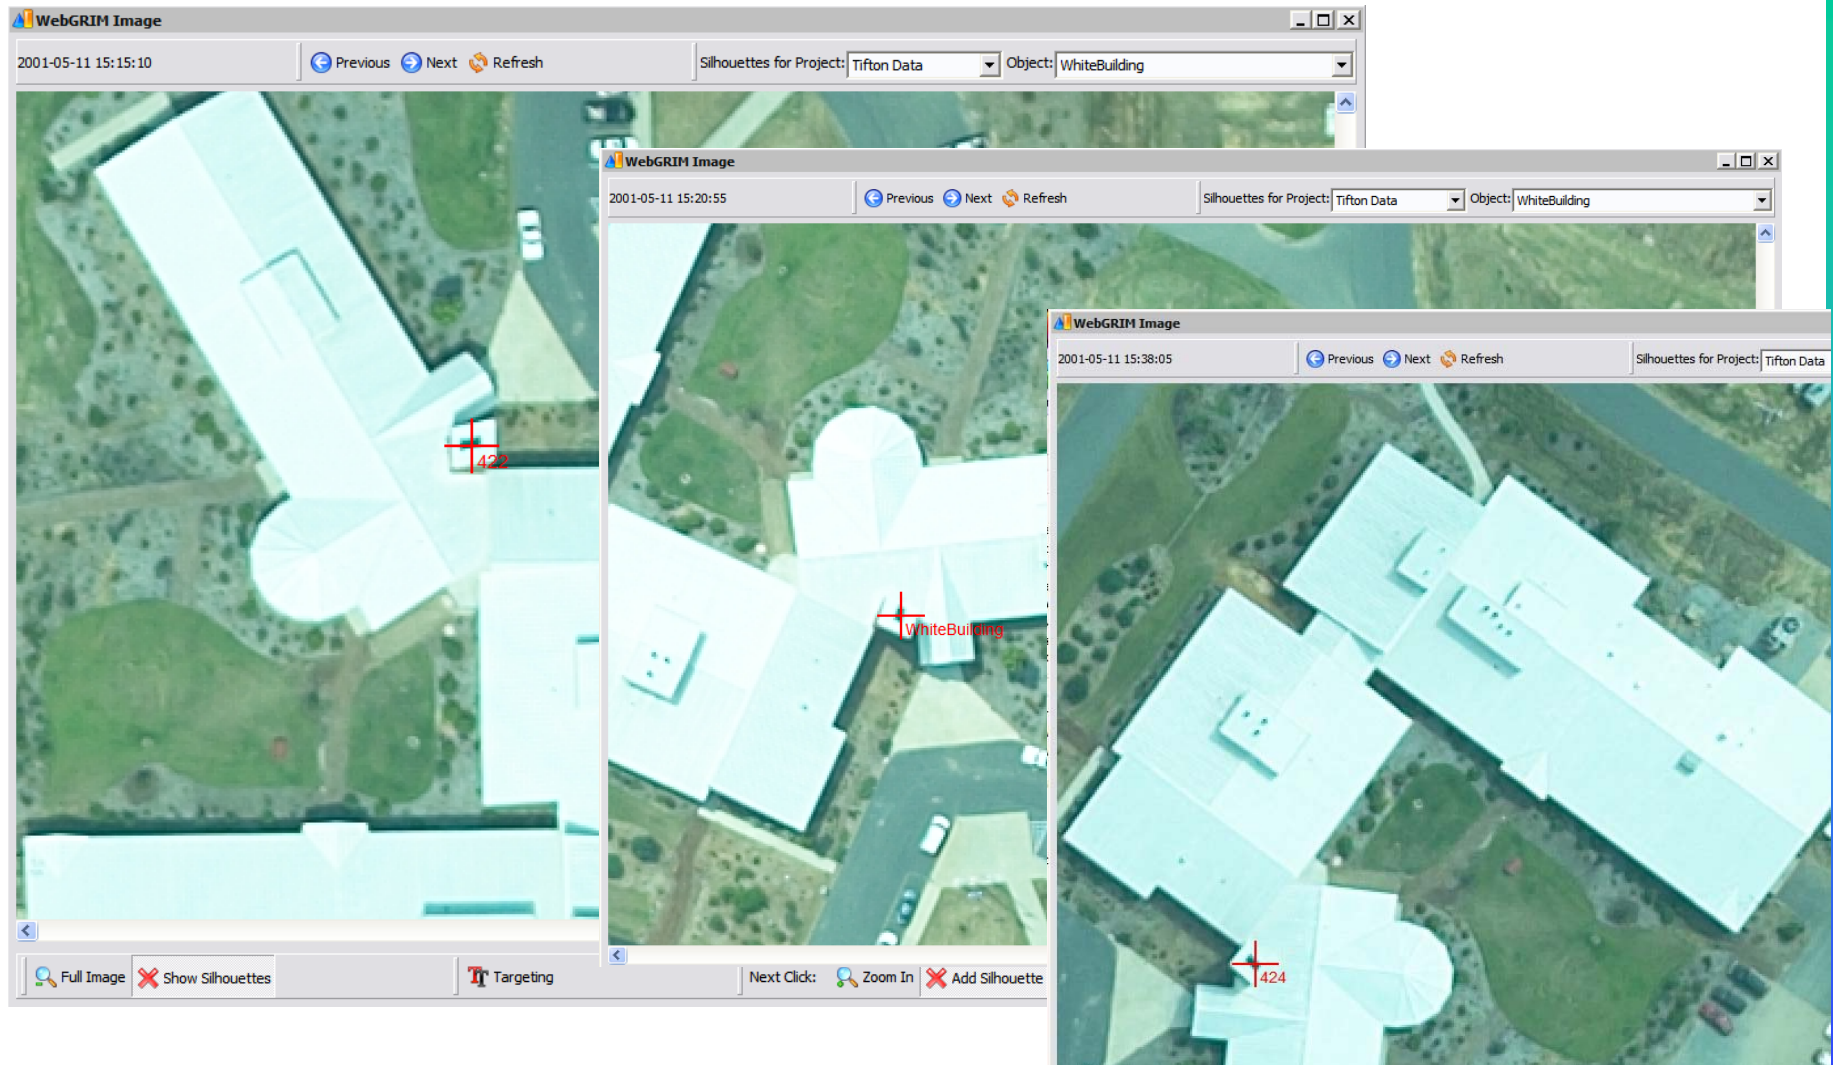 WebGRIM Image
2001-05-11 15:15:10 Previous Next Refresh Silhouettes for Project: Tifton Data Object: WhiteBuilding
422
WebGRIM Image
2001-05-11 15:20:55 Previous Next Refresh Silhouettes for Project: Tifton Data Object: WhiteBuilding
WhiteBuilding
WebGRIM Image
2001-05-11 15:38:05 Previous Next Refresh Silhouettes for Project: Tifton Data
424
Full Image Show Silhouettes Targeting Next Click: Zoom In Add Silhouette